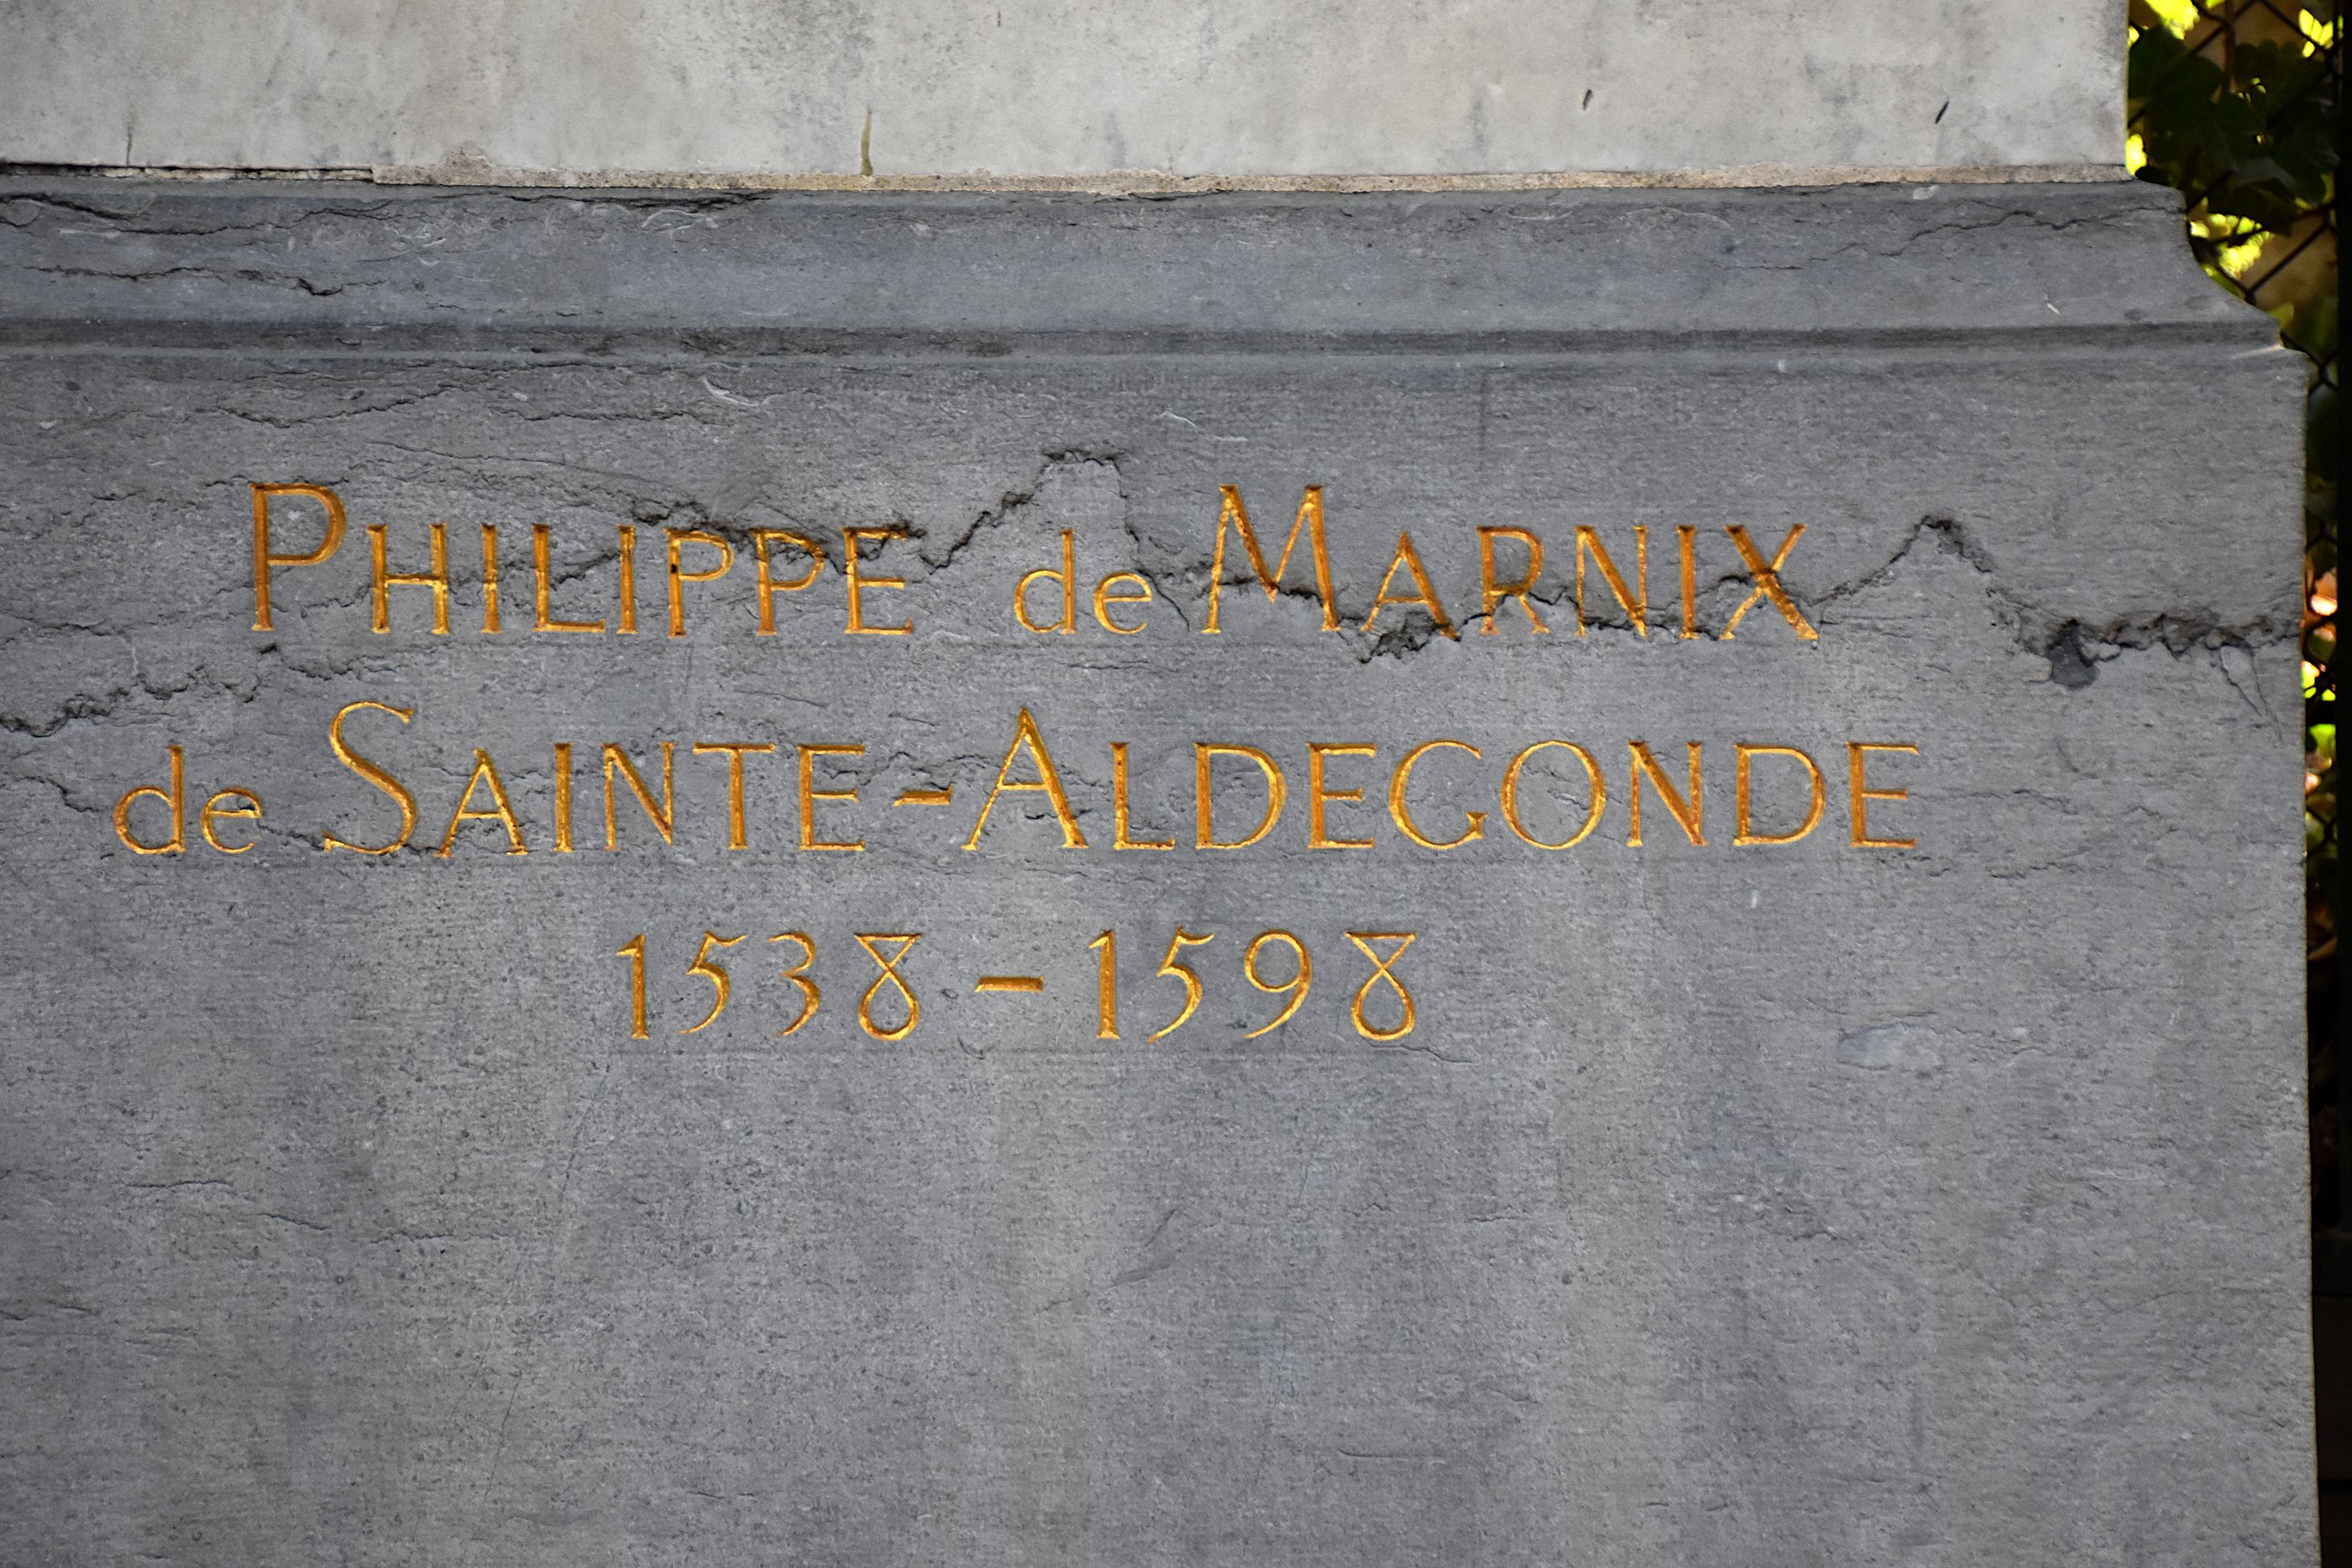 PHILIPPE de MARNIX
de SAINTE-ALDEGONDE
1538-1598